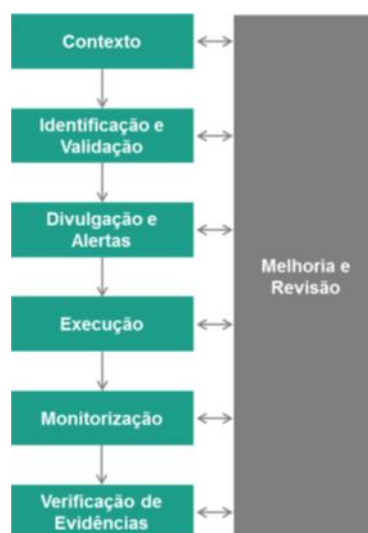 Contexto
Identificação e
Validação
Divulgação e
Alertas
Execução
Monitorização
Verificação de
Evidências
Melhoria e
Revisão